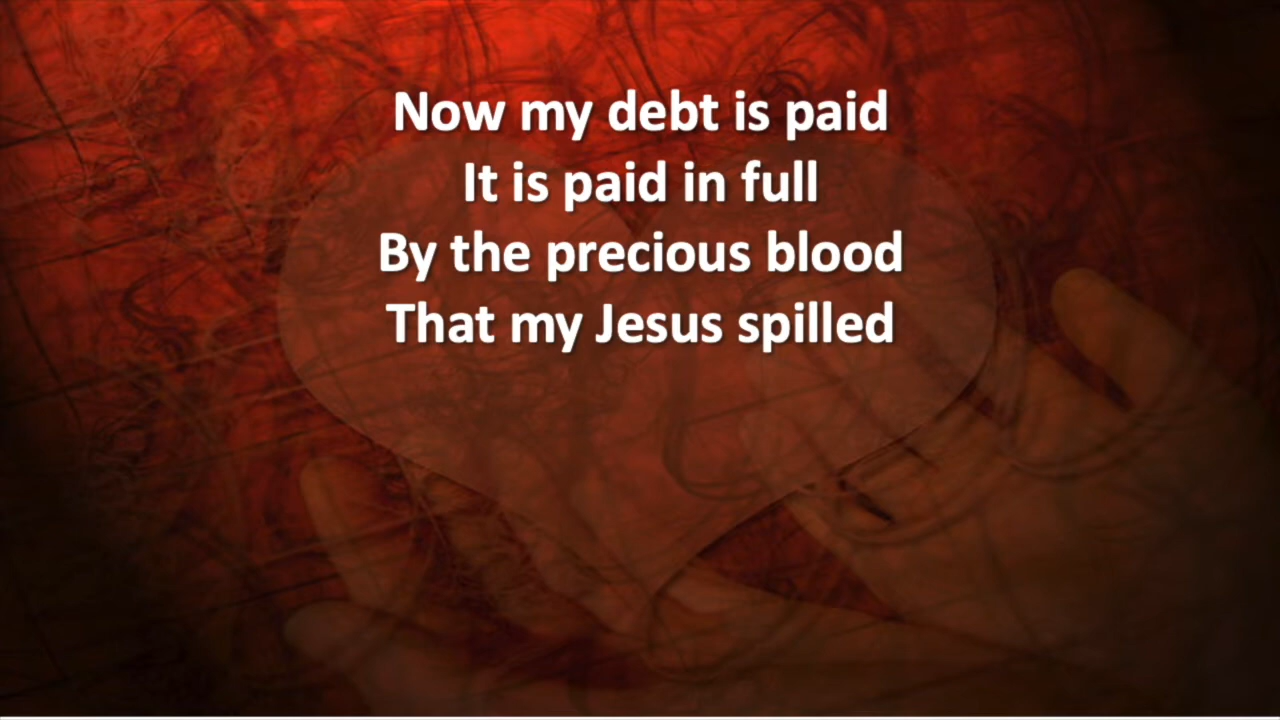 Now my debt is paid
It is paid in full
By the precious blood
That my Jesus spilled